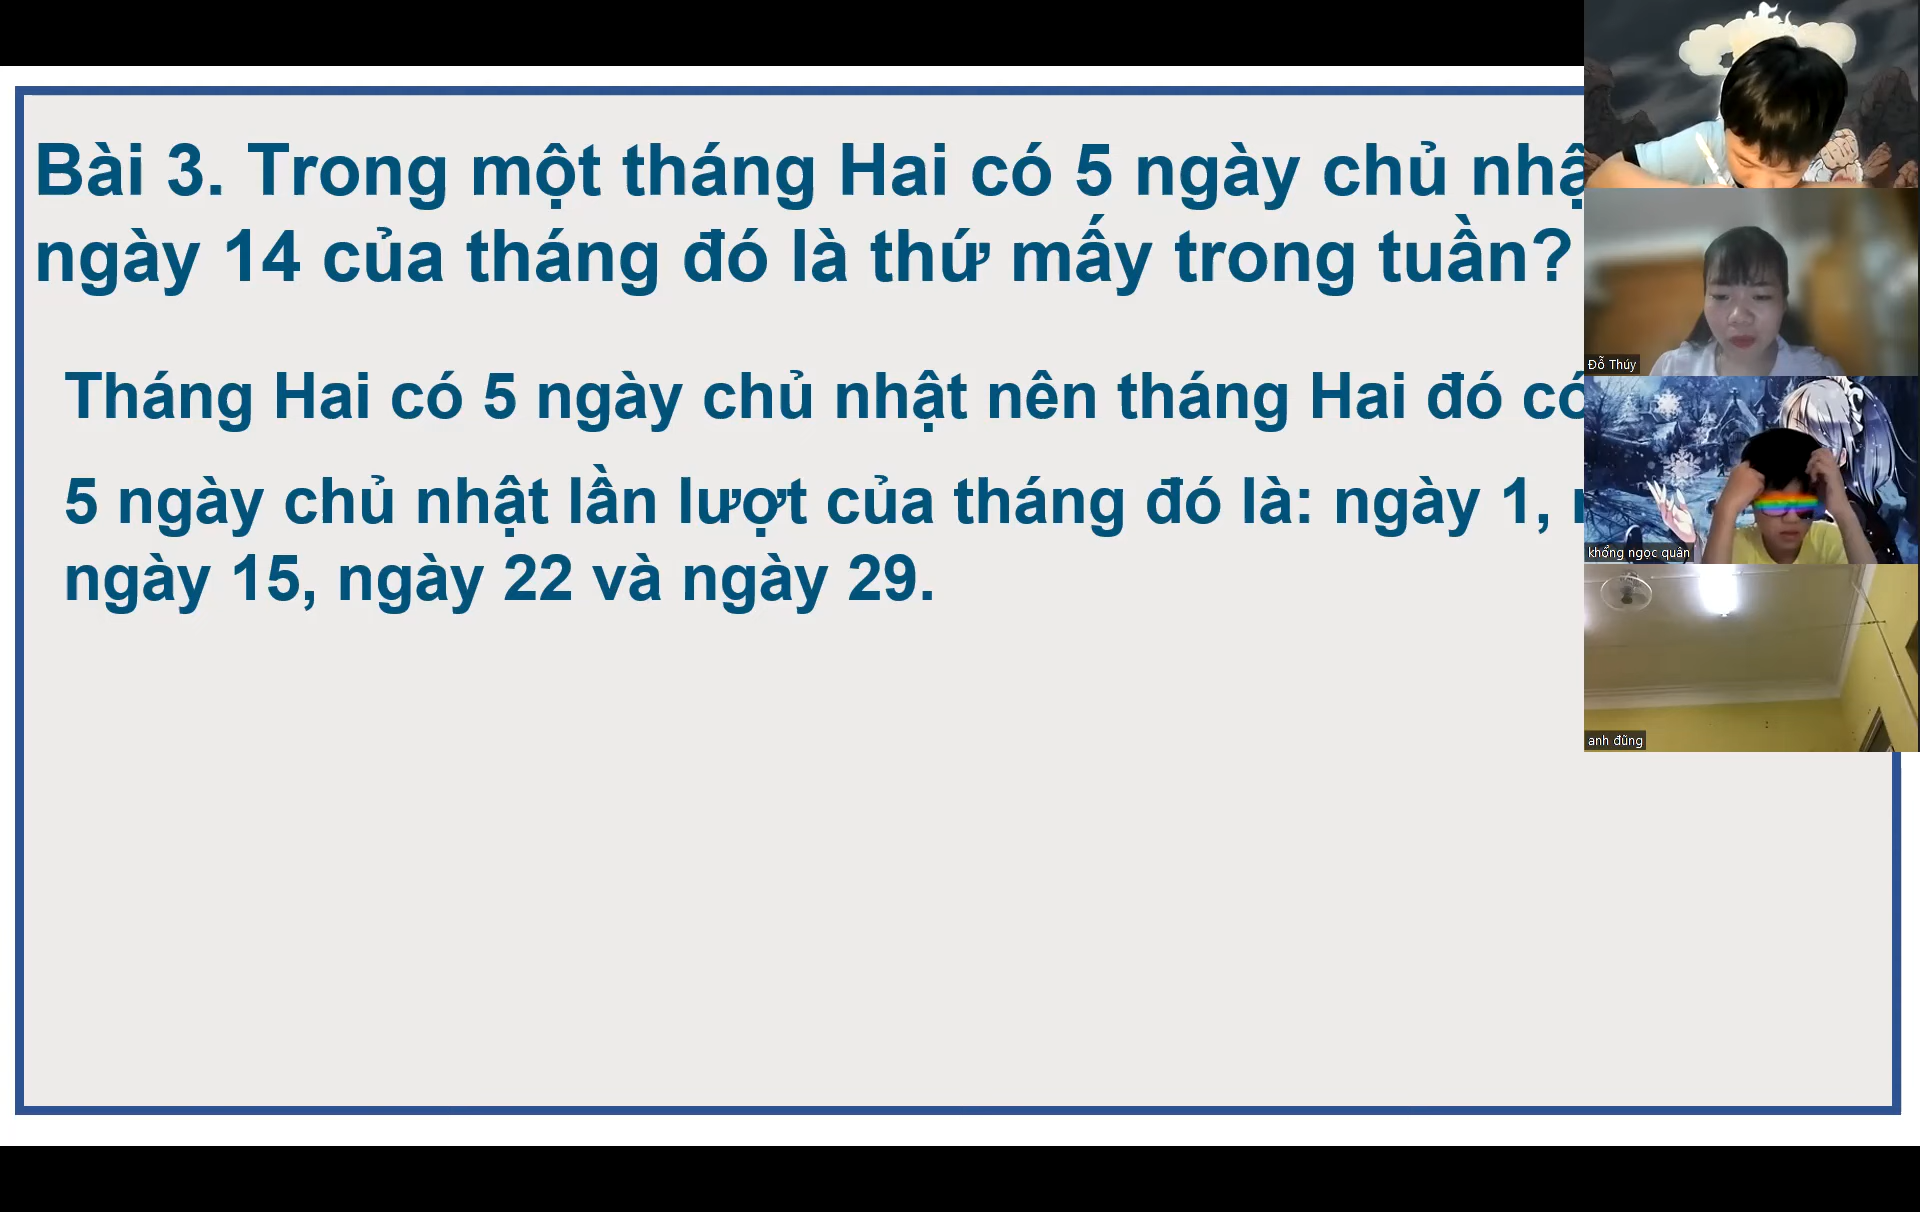 Bài 3. Trong một tháng Hai có 5 ngày chủ
ngày 14 của tháng đó là thứ mấy trong tuần?
Tháng Hai có 5 ngày chủ nhật nên tháng Hai đó có
5 ngày chủ nhật lần lượt của tháng đó là: ngày 1,
ngày 15, ngày 22 và ngày 29.
Đỗ Thúy
khổng ngọc quân
anh đũng